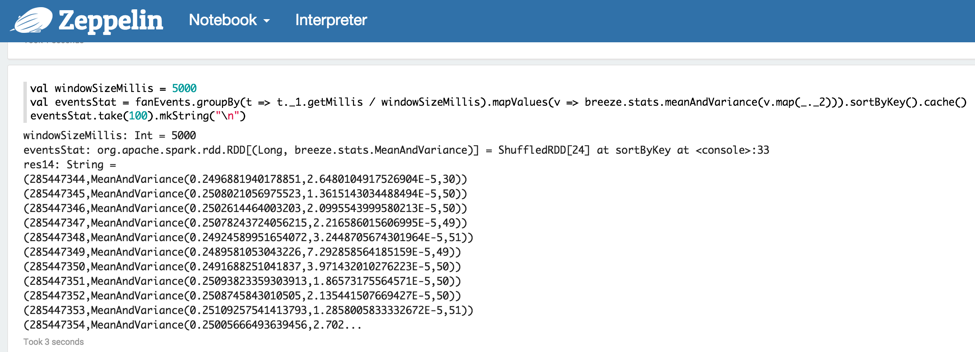 Zeppelin Notebook Interpreter
val windowSizeMillis = 5000
val eventsStat = fanEvents.groupBy(t => t._1.getMillis / windowSizeMillis).mapValues(v => breeze.stats.meanAndVariance(v.map(_._2))).sortByKey().cache()
eventsStat.take(100).mkString("\n")
windowSizeMillis: Int = 5000
eventsStat: org.apache.spark.rdd.RDD[(Long, breeze.stats.MeanAndVariance)] = ShuffledRDD[24] at sortByKey at <console>:33
res14: String =
(285447344,MeanAndVariance(0.2496881940178851,2.6480104917526904E-5,30))
(285447345,MeanAndVariance(0.2508021056975523,1.3615143034488494E-5,50))
(285447346,MeanAndVariance(0.2502614464003203,2.0995543999580213E-5,50))
(285447347,MeanAndVariance(0.25078243724056215,2.216586015606995E-5,49))
(285447348,MeanAndVariance(0.24924589951654072,3.2448705674301964E-5,51))
(285447349,MeanAndVariance(0.2489581053043226,7.292858564185159E-5,49))
(285447350,MeanAndVariance(0.2491688251041837,3.971432010276223E-5,50))
(285447351,MeanAndVariance(0.25093823359303913,1.86573175564571E-5,50))
(285447352,MeanAndVariance(0.2508745843010505,2.135441507669427E-5,50))
(285447353,MeanAndVariance(0.25109257541413793,1.2858005833332672E-5,51))
(285447354,MeanAndVariance(0.25005666493639456,2.702...
Took 3 seconds